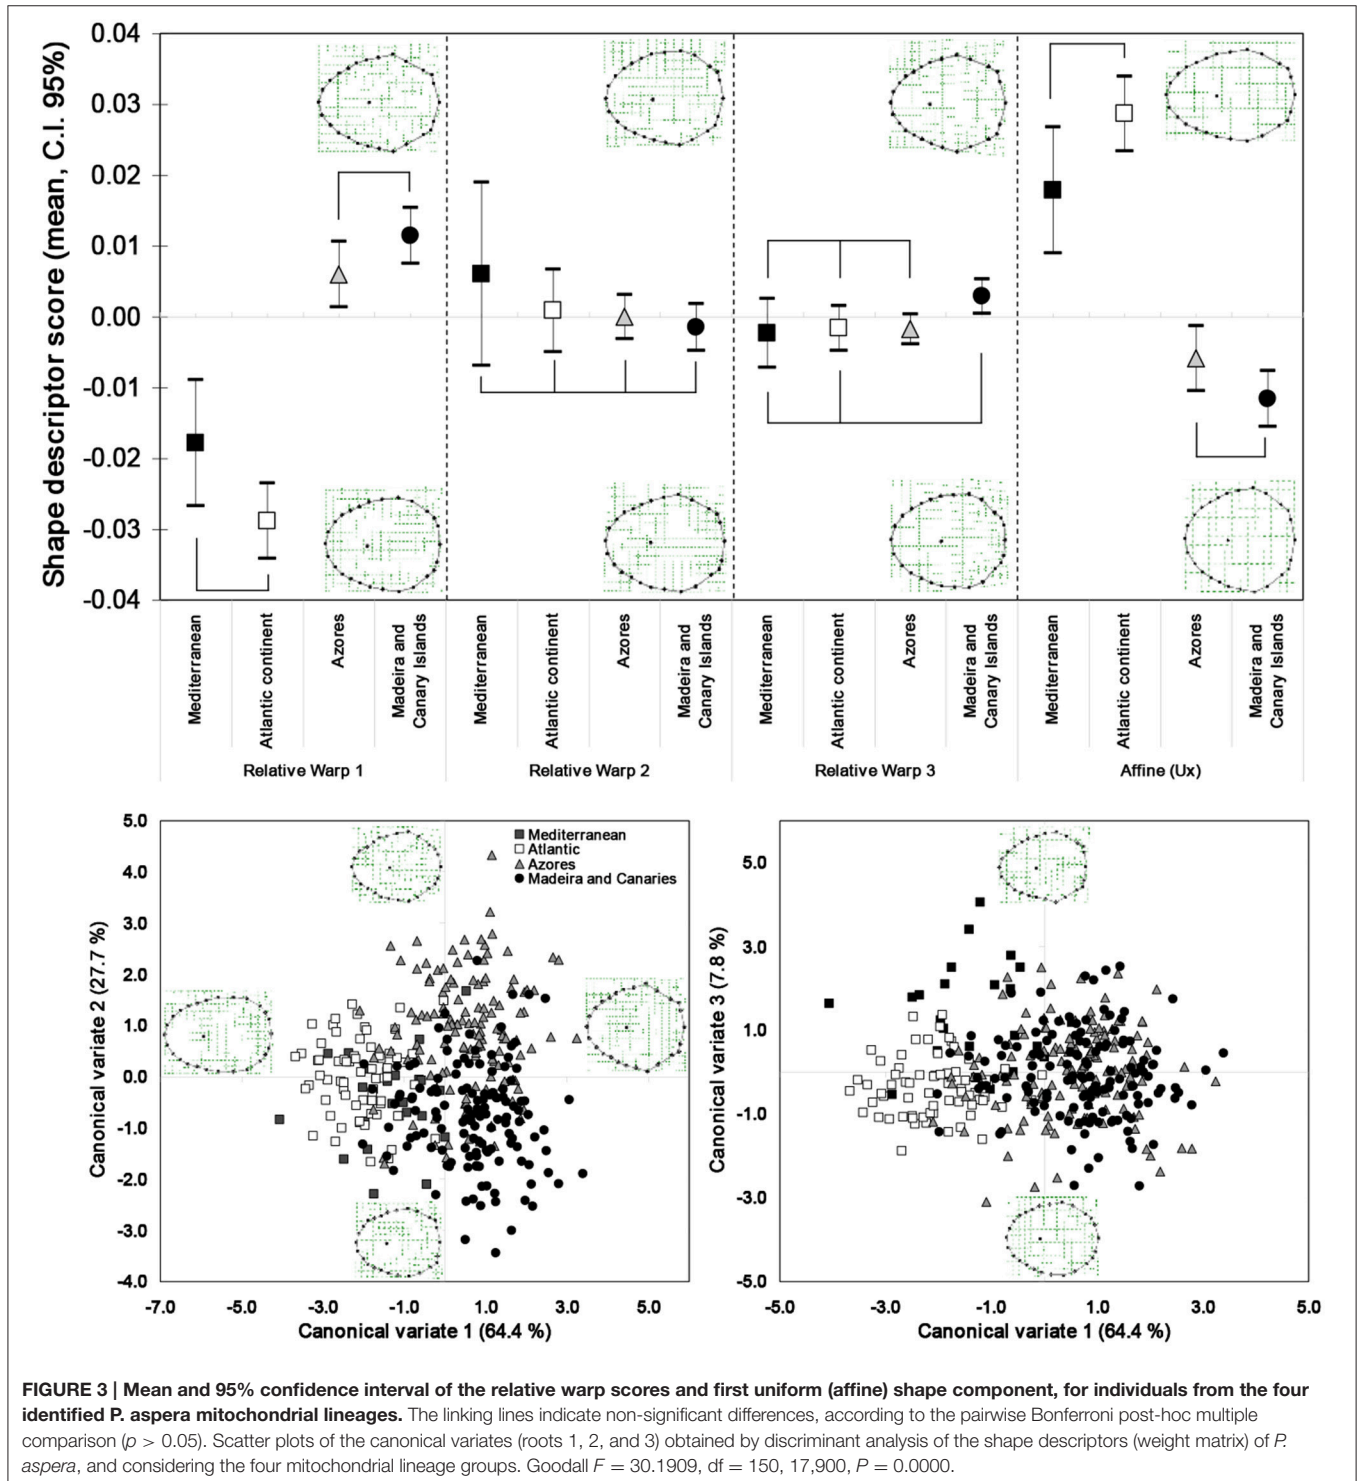 Shape descriptor score (mean, C.I. 95%)
0.04
0.03
0.02
0.01
0.00
-0.01
-0.02
-0.03
-0.04
Mediterranean
Atlantic continent
Azores
Madeira and
Canary Islands
Mediterranean
Atlantic continent
Azores
Madeira and
Canary Islands
Mediterranean
Atlantic continent
Azores
Madeira and
Canary Islands
Mediterranean
Atlantic continent
Azores
Madeira and
Canary Islands
Relative Warp 1
Relative Warp 2
Relative Warp 3
Affine (Ux)
Canonical variate 2 (27.7 %)
5.0
4.0
3.0
2.0
1.0
0.0
-1.0
-2.0
-3.0
-4.0
Mediterranean
Atlantic
Azores
Madeira and Canaries
-7.0 -5.0 -3.0 -1.0 1.0 3.0 5.0
Canonical variate 1 (64.4 %)
Canonical variate 3 (7.8 %)
5.0
3.0
1.0
-1.0
-3.0
-5.0
-5.0 -3.0 -1.0 1.0 3.0 5.0
Canonical variate 1 (64.4 %)
FIGURE 3 | Mean and 95% confidence interval of the relative warp scores and first uniform (affine) shape component, for individuals from the four
identified P. aspera mitochondrial lineages. The linking lines indicate non-significant differences, according to the pairwise Bonferroni post-hoc multiple
comparison (p > 0.05). Scatter plots of the canonical variates (roots 1, 2, and 3) obtained by discriminant analysis of the shape descriptors (weight matrix) of P.
aspera, and considering the four mitochondrial lineage groups. Goodall F = 30.1909, df = 150, 17,900, P = 0.0000.